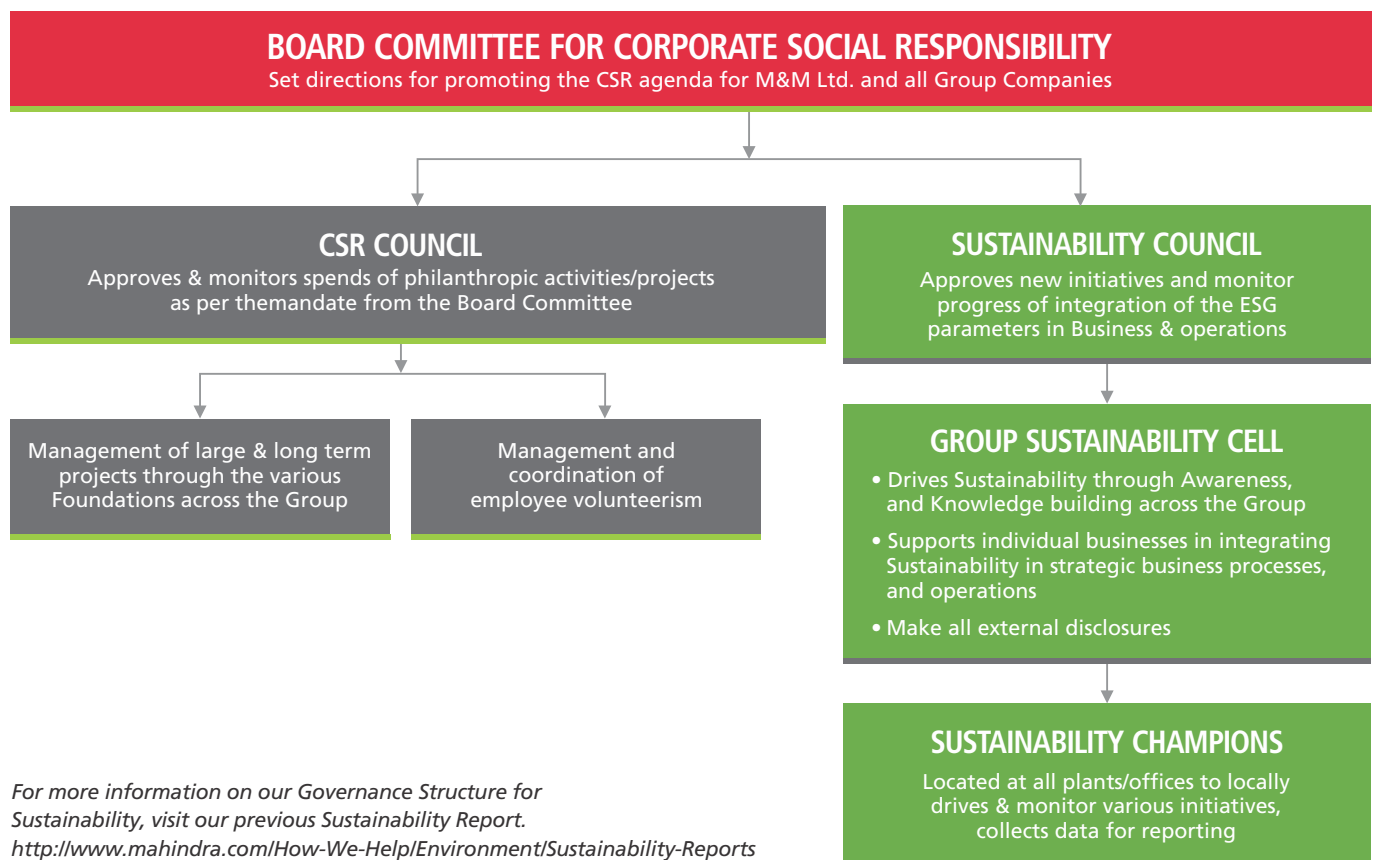 BOARD COMMITTEE FOR CORPORATE SOCIAL RESPONSIBILITY
Set directions for promoting the CSR agenda for M&M Ltd. and all Group Companies
CSR COUNCIL
Approves & monitors spends of philanthropic activities/projects
as per themandate from the Board Committee
Management of large & long term
projects through the various
Foundations across the Group
Management and
coordination of
employee volunteerism
SUSTAINABILITY COUNCIL
Approves new initiatives and monitor
progress of integration of the ESG
parameters in Business & operations
GROUP SUSTAINABILITY CELL
• Drives Sustainability through Awareness,
and Knowledge building across the Group
• Supports individual businesses in integrating
Sustainability in strategic business processes,
and operations
• Make all external disclosures
SUSTAINABILITY CHAMPIONS
Located at all plants/offices to locally
drives & monitor various initiatives,
collects data for reporting
For more information on our Governance Structure for
Sustainability, visit our previous Sustainability Report.
http://www.mahindra.com/How-We-Help/Environment/Sustainability-Reports